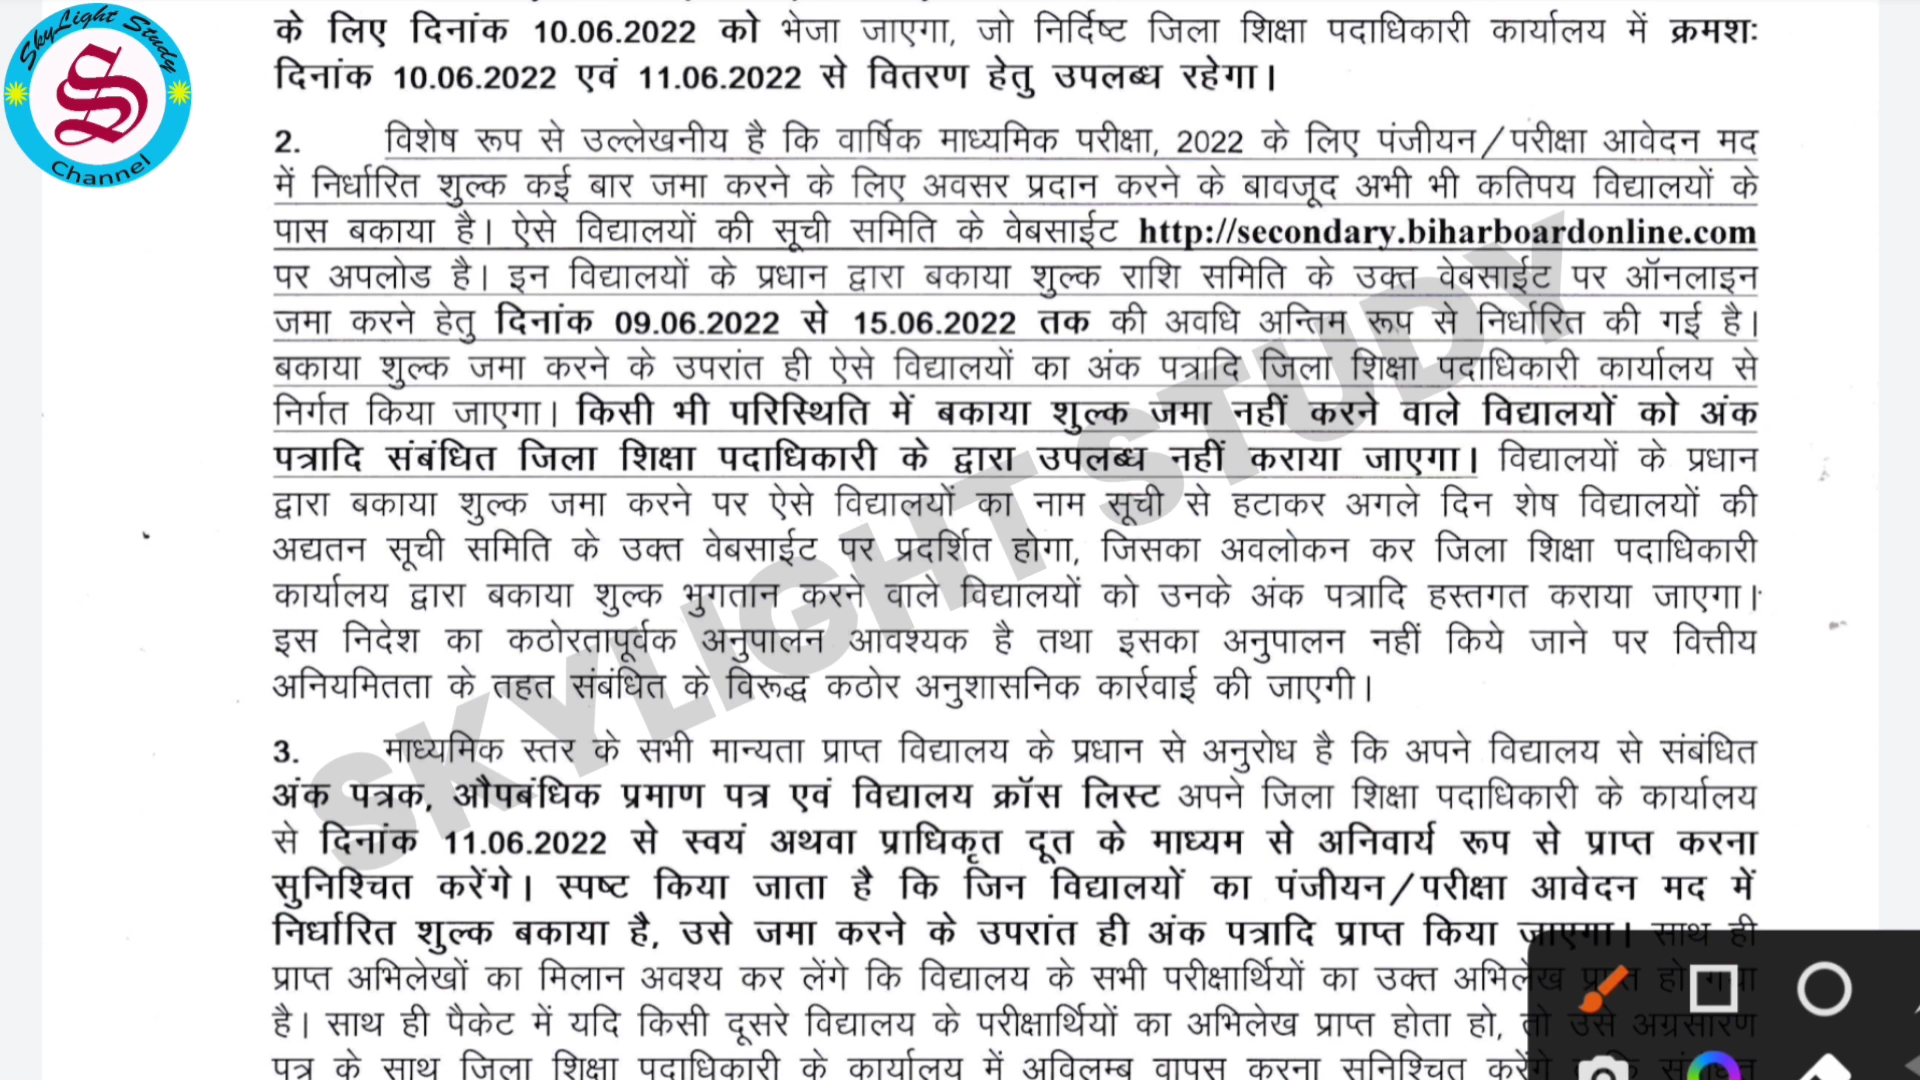 SkyLight Study
Channel
के लिए दिनांक 10.06.2022 को भेजा जाएगा, जो निर्दिष्ट जिला शिक्षा पदाधिकारी कार्यालय में क्रमशः
दिनांक 10.06.2022 एवं 11.06.2022 से वितरण हेतु उपलब्ध रहेगा।
2. विशेष रूप से उल्लेखनीय है कि वार्षिक माध्यमिक परीक्षा, 2022 के लिए पंजीयन/परीक्षा आवेदन मद
में निर्धारित शुल्क कई बार जमा करने के लिए अवसर प्रदान करने के बावजूद अभी भी कतिपय विद्यालयों के
पास बकाया है। ऐसे विद्यालयों की सूची समिति के वेबसाईट http://secondary.biharboardonline.com
पर अपलोड है। इन विद्यालयों के प्रधान द्वारा बकाया शुल्क राशि समिति के उक्त वेबसाईट पर ऑनलाइन
जमा करने हेतु दिनांक 09.06.2022 से 15.06.2022 तक की अवधि अन्तिम रूप से निर्धारित की गई है।
बकाया शुल्क जमा करने के उपरांत ही ऐसे विद्यालयों का अंक पत्रादि जिला शिक्षा पदाधिकारी कार्यालय से
निर्गत किया जाएगा। किसी भी परिस्थिति में बकाया शुल्क जमा नहीं करने वाले विद्यालयों को अंक
पत्रादि संबंधित जिला शिक्षा पदाधिकारी के द्वारा उपलब्ध नहीं कराया जाएगा। विद्यालयों के प्रधान
द्वारा बकाया शुल्क जमा करने पर ऐसे विद्यालयों का नाम सूची से हटाकर अगले दिन शेष विद्यालयों की
अद्यतन सूची समिति के उक्त वेबसाईट पर प्रदर्शित होगा, जिसका अवलोकन कर जिला शिक्षा पदाधिकारी
कार्यालय द्वारा बकाया शुल्क भुगतान करने वाले विद्यालयों को उनके अंक पत्रादि हस्तगत कराया जाएगा।
इस निदेश का कठोरतापूर्वक अनुपालन आवश्यक है तथा इसका अनुपालन नहीं किये जाने पर वित्तीय
अनियमितता के तहत संबंधित के विरूद्ध कठोर अनुशासनिक कार्रवाई की जाएगी।
SKYLIGHT STUDY
3. माध्यमिक स्तर के सभी मान्यता प्राप्त विद्यालय के प्रधान से अनुरोध है कि अपने विद्यालय से संबंधित
अंक पत्रक, औपबंधिक प्रमाण पत्र एवं विद्यालय क्रॉस लिस्ट अपने जिला शिक्षा पदाधिकारी के कार्यालय
से दिनांक 11.06.2022 से स्वयं अथवा प्राधिकृत दूत के माध्यम से अनिवार्य रूप से प्राप्त करना
सुनिश्चित करेंगे। स्पष्ट किया जाता है कि जिन विद्यालयों का पंजीयन/परीक्षा आवेदन मद में
निर्धारित शुल्क बकाया है, उसे जमा करने के उपरांत ही अंक पत्रादि प्राप्त किया जाएगा। साथ ही
प्राप्त अभिलेखों का मिलान अवश्य कर लेंगे कि विद्यालय के सभी परीक्षार्थियों का उक्त अभिलेख प्राप्त हो गया
है। साथ ही पैकेट में यदि किसी दूसरे विद्यालय के परीक्षार्थियों का अभिलेख प्राप्त होता हो, तो उसे अग्रसारण
पत्र के साथ जिला शिक्षा पदाधिकारी के कार्यालय में अविलम्ब वापस करना सुनिश्चित करेंगे